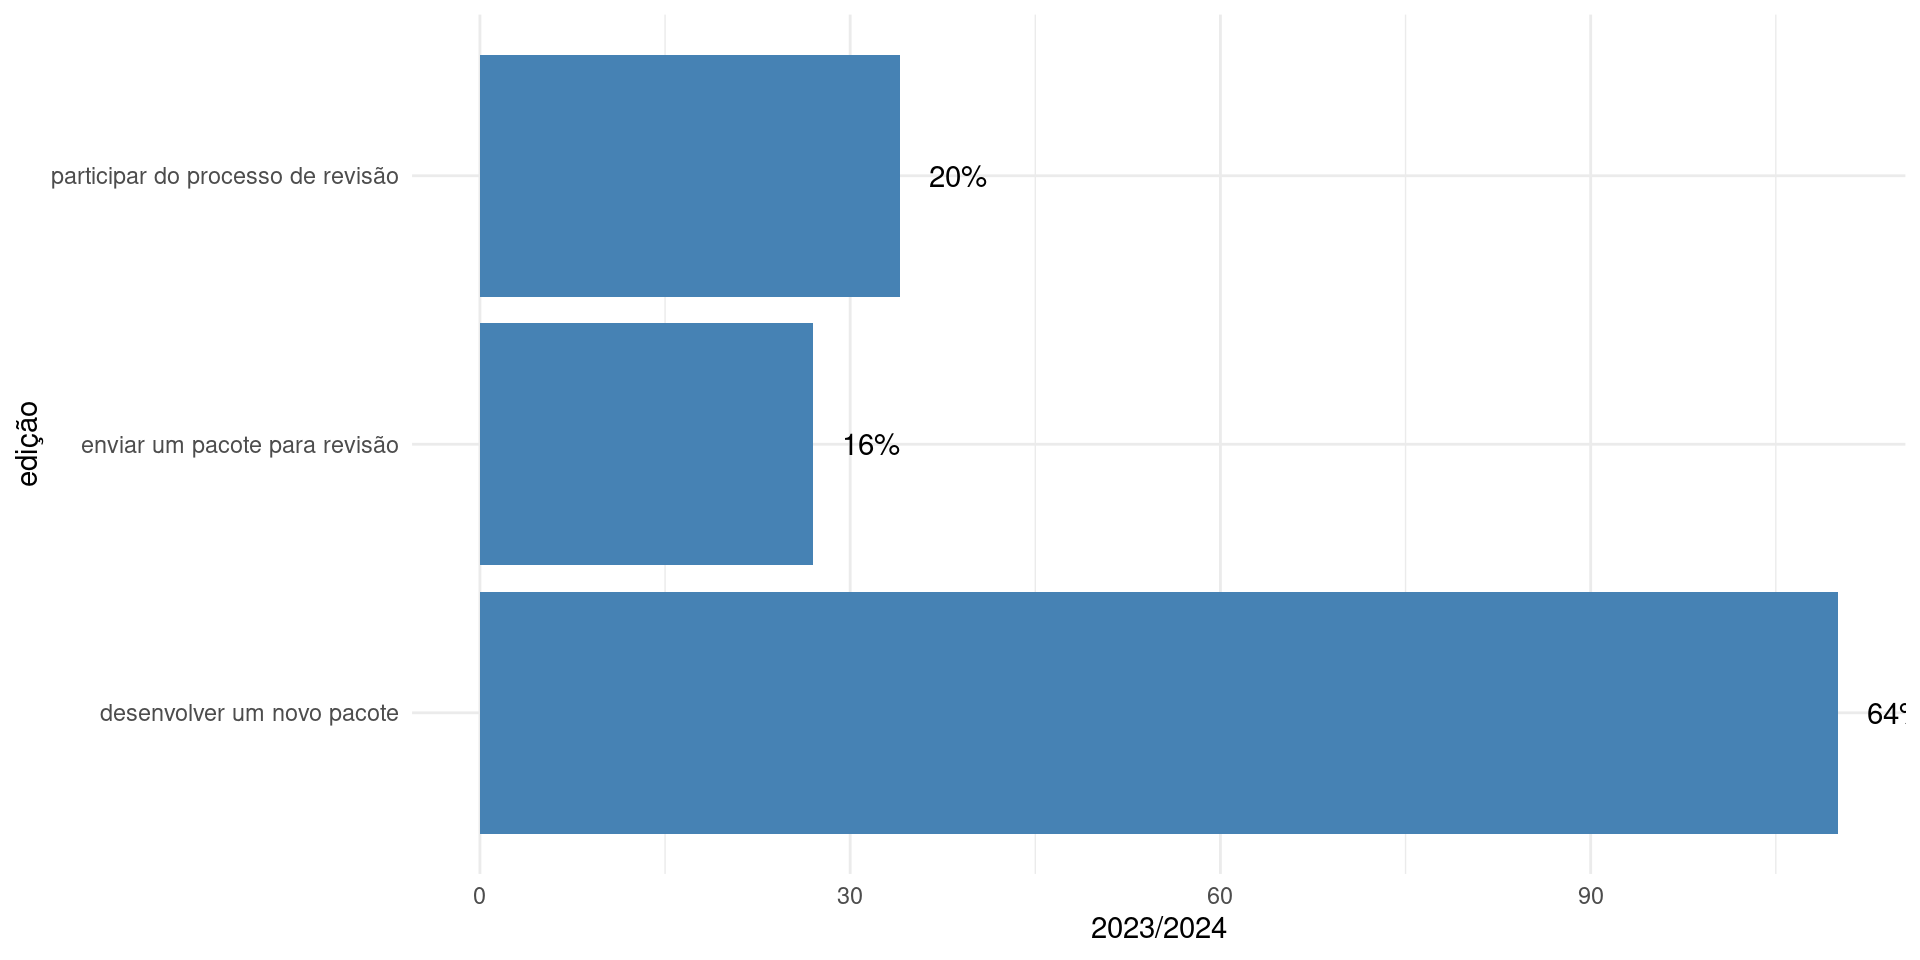 participar do processo de revisão
20%
edição
enviar um pacote para revisão
16%
desenvolver um novo pacote
64%
0
30
60
90
2023/2024